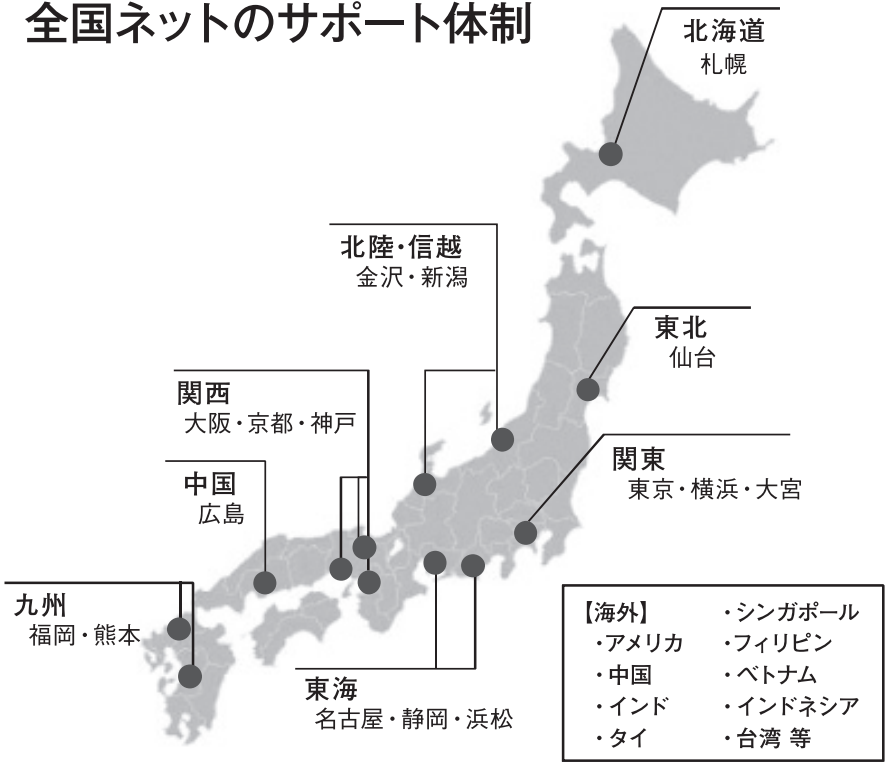 全国ネットのサポート体制
北海道
札幌
北陸・信越
金沢・新潟
東北
仙台
関西
大阪・京都・神戸
関東
東京・横浜・大宮
中国
広島
九州
福岡・熊本
東海
名古屋・静岡・浜松
【海外】
・アメリカ
・中国
・インド
・タイ
・シンガポール
・フィリピン
・ベトナム
・インドネシア
・台湾 等